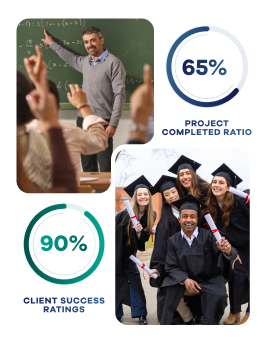 65%
PROJECT
COMPLETED RATIO
90%
CLIENT SUCCESS
RATINGS